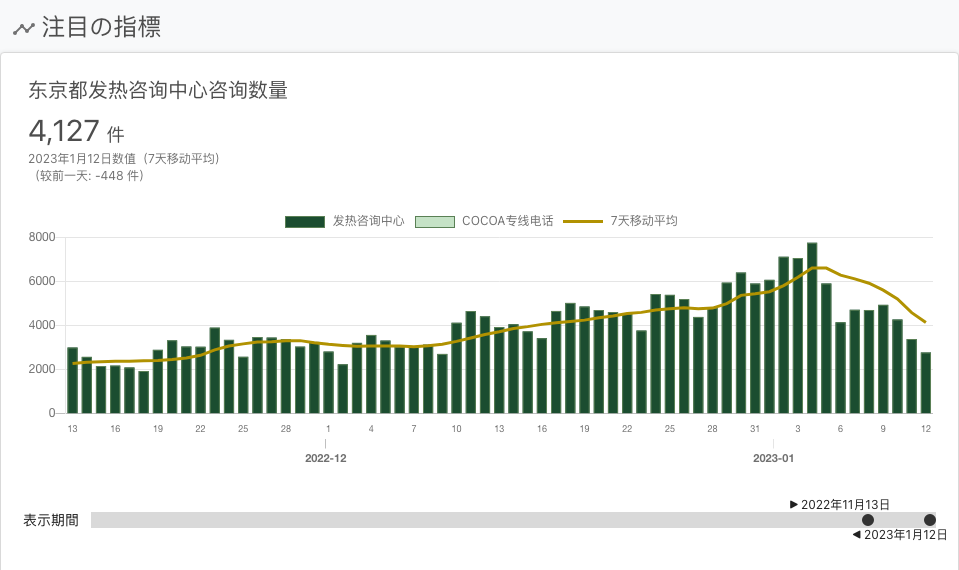 注目の指標
东京都发热咨询中心咨询数量
4,127 件
2023年1月12日数值（7天移动平均）
（较前一天: -448 件）
发热咨询中心 COCOA专线电话 7天移动平均
8000
6000
4000
2000
0
13 16 19 22 25 28 1 4 7 10 13 16 19 22 25 28 31 3 6 9 12
2022-12 2023-01
▶ 2022年11月13日
表示期間
◀ 2023年1月12日